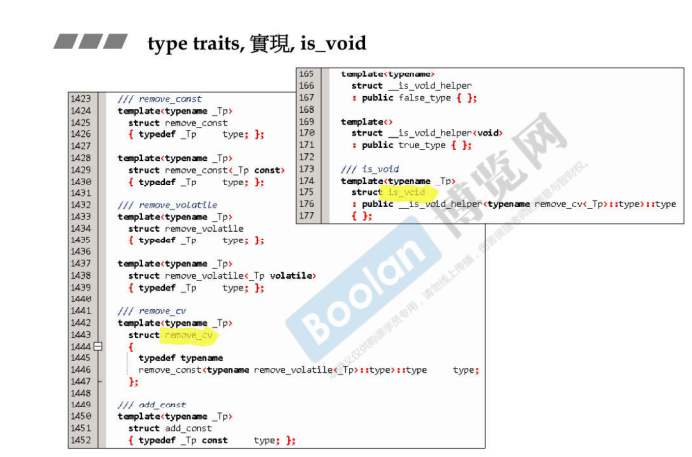 type traits, 實現, is_void
165 template<typename>
166 struct __is_void_helper
167 : public false_type { };
168
169 template<>
170 struct __is_void_helper<void>
171 : public true_type { };
172
173 /// is_void
174 template<typename _Tp>
175 struct is_void
176 : public __is_void_helper<typename remove_cv<_Tp>::type>::type
177 { };
1423 /// remove_const
1424 template<typename _Tp>
1425 struct remove_const
1426 { typedef _Tp type; };
1427
1428 template<typename _Tp>
1429 struct remove_const<_Tp const>
1430 { typedef _Tp type; };
1431
1432 /// remove_volatile
1433 template<typename _Tp>
1434 struct remove_volatile
1435 { typedef _Tp type; };
1436
1437 template<typename _Tp>
1438 struct remove_volatile<_Tp volatile>
1439 { typedef _Tp type; };
1440
1441 /// remove_cv
1442 template<typename _Tp>
1443 struct remove_cv
1444 {
1445 typedef typename
1446 remove_const<typename remove_volatile<_Tp>::type>::type type;
1447 };
1448
1449 /// add_const
1450 template<typename _Tp>
1451 struct add_const
1452 { typedef _Tp const type; };
Boolan 博览网